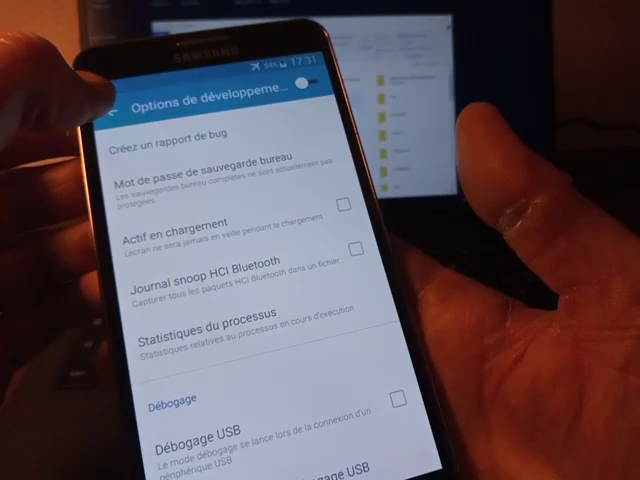 SAMSUNG
64% 17:31
Options de développeme...
Créez un rapport de bug
Mot de passe de sauvegarde bureau
Les sauvegardes bureau complètes ne sont actuellement pas
protégées
Actif en chargement
L'écran ne sera jamais en veille pendant le chargement
Journal snoop HCI Bluetooth
Capturer tous les paquets HCI Bluetooth dans un fichier
Statistiques du processus
Statistiques relatives au processus en cours d'exécution
Débogage
Débogage USB
Le mode débogage se lance lors de la connexion d'un
périphérique USB
age USB